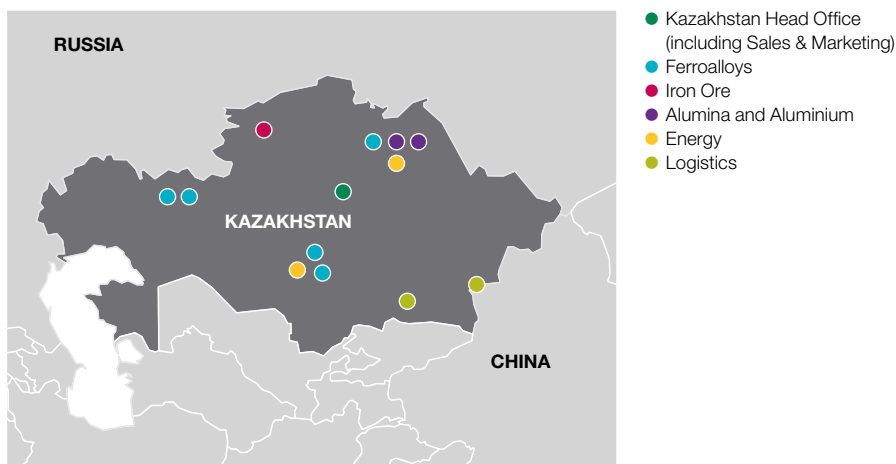 RUSSIA
KAZAKHSTAN
CHINA
Kazakhstan Head Office
(including Sales & Marketing)
Ferroalloys
Iron Ore
Alumina and Aluminium
Energy
Logistics